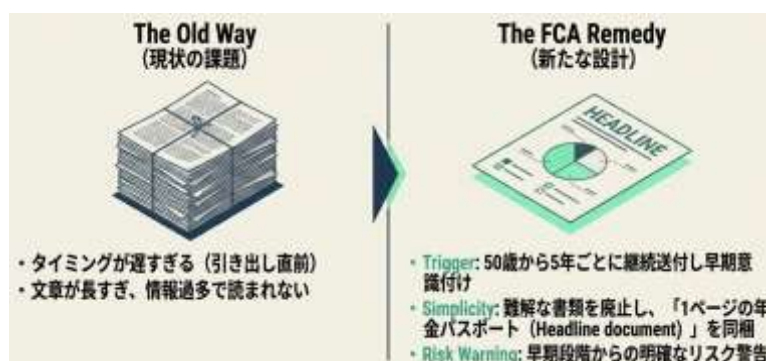 The Old Way
(現状の課題)
・タイミングが遅すぎる（引き出し直前）
・文章が長すぎ、情報過多で読まれない
The FCA Remedy
(新たな設計)
HEADLINE
・Trigger: 50歳から5年ごとに継続送付し早期意
識付け
・Simplicity: 難解な書類を廃止し、「1ページの年
金パスポート（Headline document）」を同梱
・Risk Warning: 早期段階からの明確なリスク警告